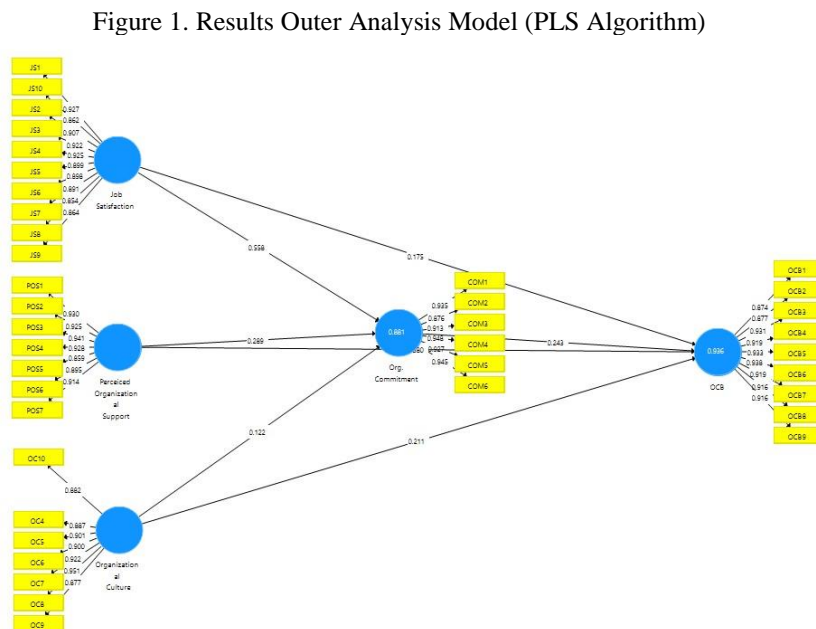 Figure 1. Results Outer Analysis Model (PLS Algorithm)
JS1
JS10
JS2
JS3
JS4
JS5
JS6
JS7
JS8
JS9
0.927
0.862
0.907
0.922
0.925
0.899
0.898
0.891
0.854
0.864
Job
Satisfaction
0.175
0.558
POS1
POS2
POS3
POS4
POS5
POS6
POS7
0.930
0.925
0.941
0.928
0.859
0.895
0.914
Perceiced
Organization
al
Support
0.289
0.881
Org.
Commitment
COM1
COM2
COM3
COM4
COM5
COM6
0.935
0.876
0.913
0.948
0.927
0.945
0.243
0.936
OCB
OCB1
OCB2
OCB3
OCB4
OCB5
OCB6
OCB7
OCB8
OCB9
0.874
0.877
0.931
0.919
0.933
0.938
0.919
0.916
0.916
0.122
0.211
OC10
OC4
OC5
OC6
OC7
OC8
OC9
0.882
0.887
0.901
0.900
0.922
0.951
0.877
Organization
al
Culture